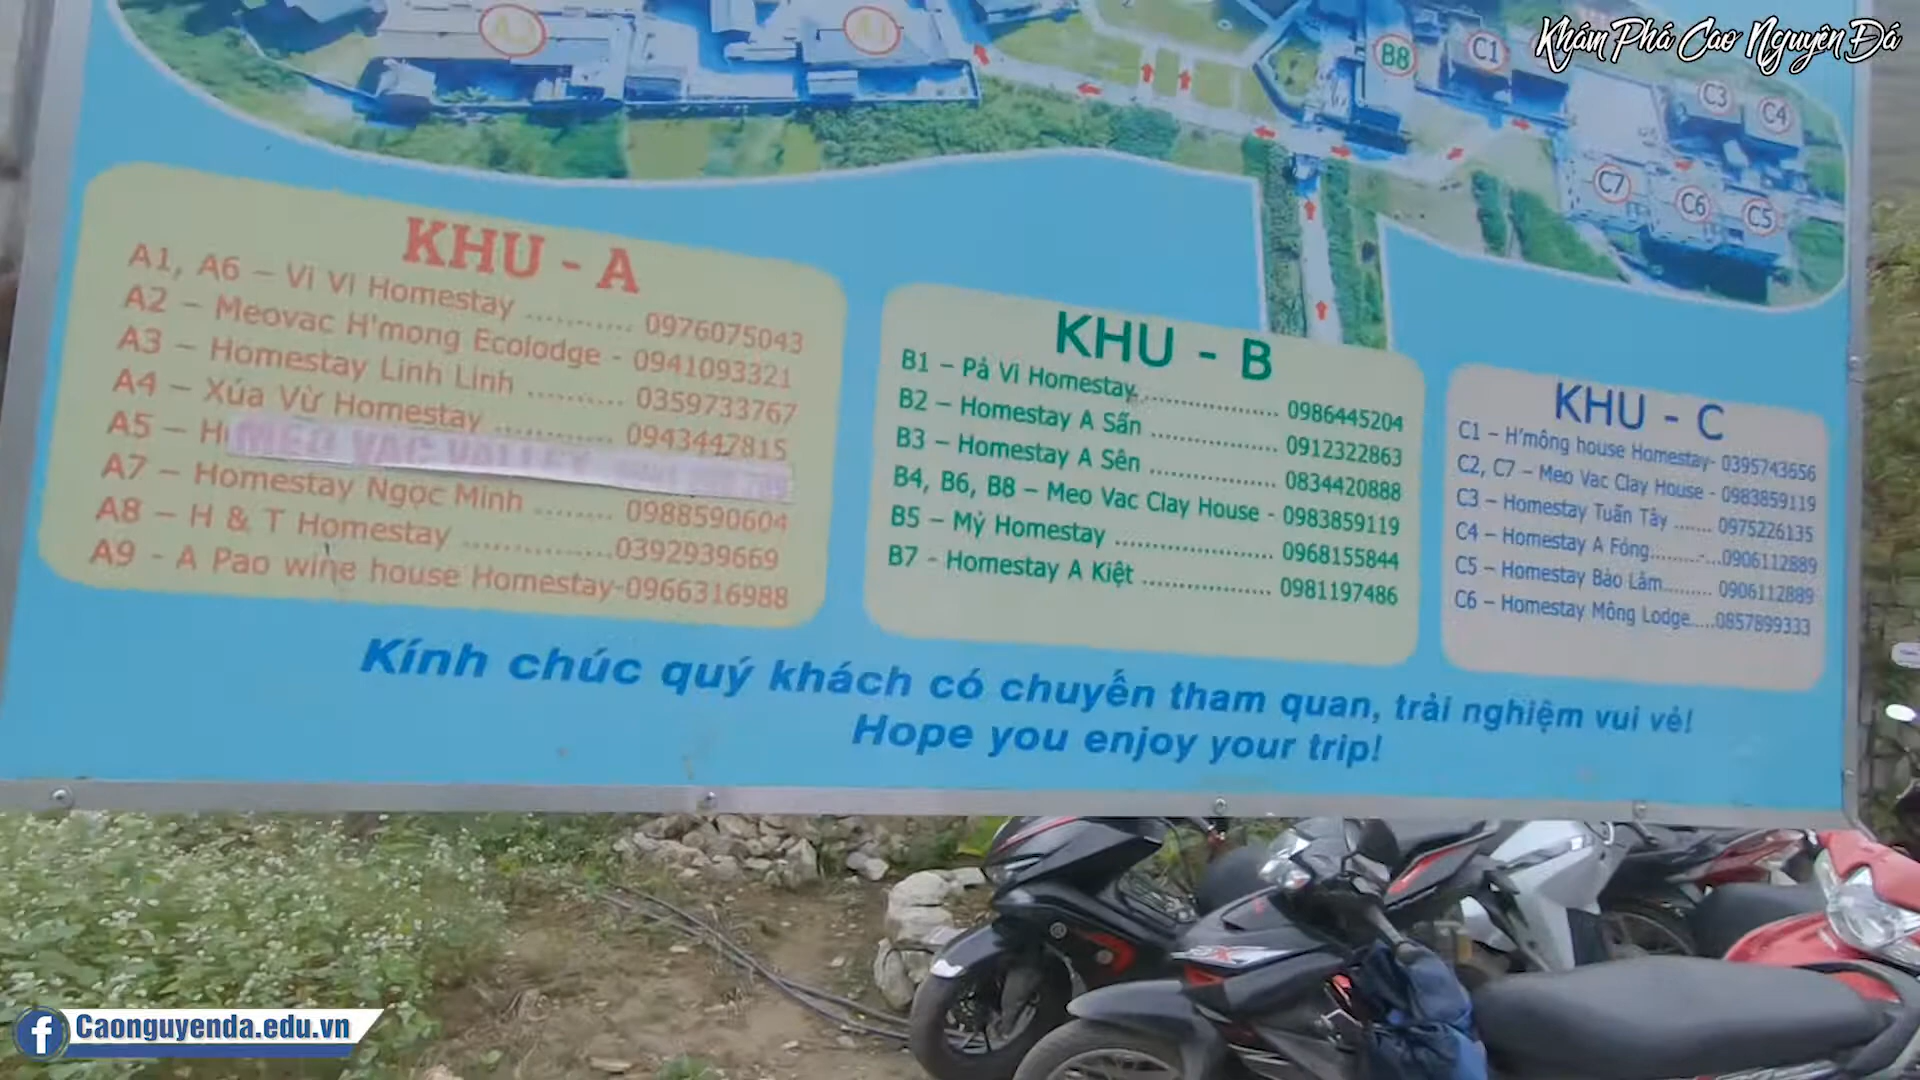 Khám Phá Cao Nguyên Đá
A1
B8
C1
C3
C4
C7
C6
C5
KHU - A
A1, A6 – Vi Vi Homestay ........... 0976075043
A2 – Meovac H'mong Ecolodge - 0941093321
A3 – Homestay Linh Linh .......... 0359733767
A4 – Xúa Vừ Homestay ............ 0943447815
A5 – H MEO VAC VALLEY
A7 – Homestay Ngọc Minh ........ 0988590604
A8 – H & T Homestay ...............0392939669
A9 - A Pao wine house Homestay-0966316988
KHU - B
B1 – Pả Vi Homestay.................. 0986445204
B2 – Homestay A Sẩn ................. 0912322863
B3 – Homestay A Sên ................. 0834420888
B4, B6, B8 – Meo Vac Clay House - 0983859119
B5 – Mỷ Homestay ..................... 0968155844
B7 - Homestay A Kiệt ................. 0981197486
KHU - C
C1 – H'mông house Homestay- 0395743656
C2, C7 – Meo Vac Clay House - 0983859119
C3 – Homestay Tuấn Tây ....... 0975226135
C4 – Homestay A Fóng........-...0906112889
C5 – Homestay Bảo Lâm......... 0906112889
C6 – Homestay Mông Lodge.....0857899333
Kính chúc quý khách có chuyến tham quan, trải nghiệm vui vẻ!
Hope you enjoy your trip!
f Caonguyenda.edu.vn